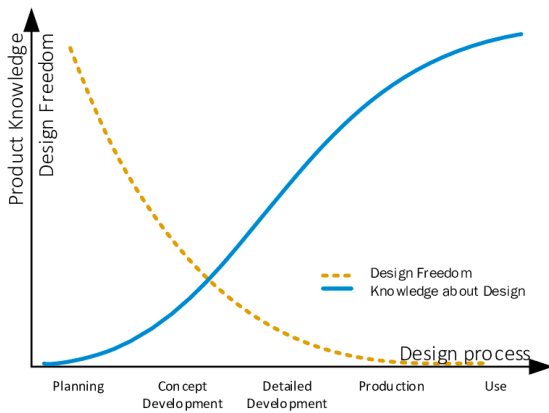 Product Knowledge
Design Freedom
Design Freedom
Knowledge about Design
Design process
Planning
Concept
Development
Detailed
Development
Production
Use